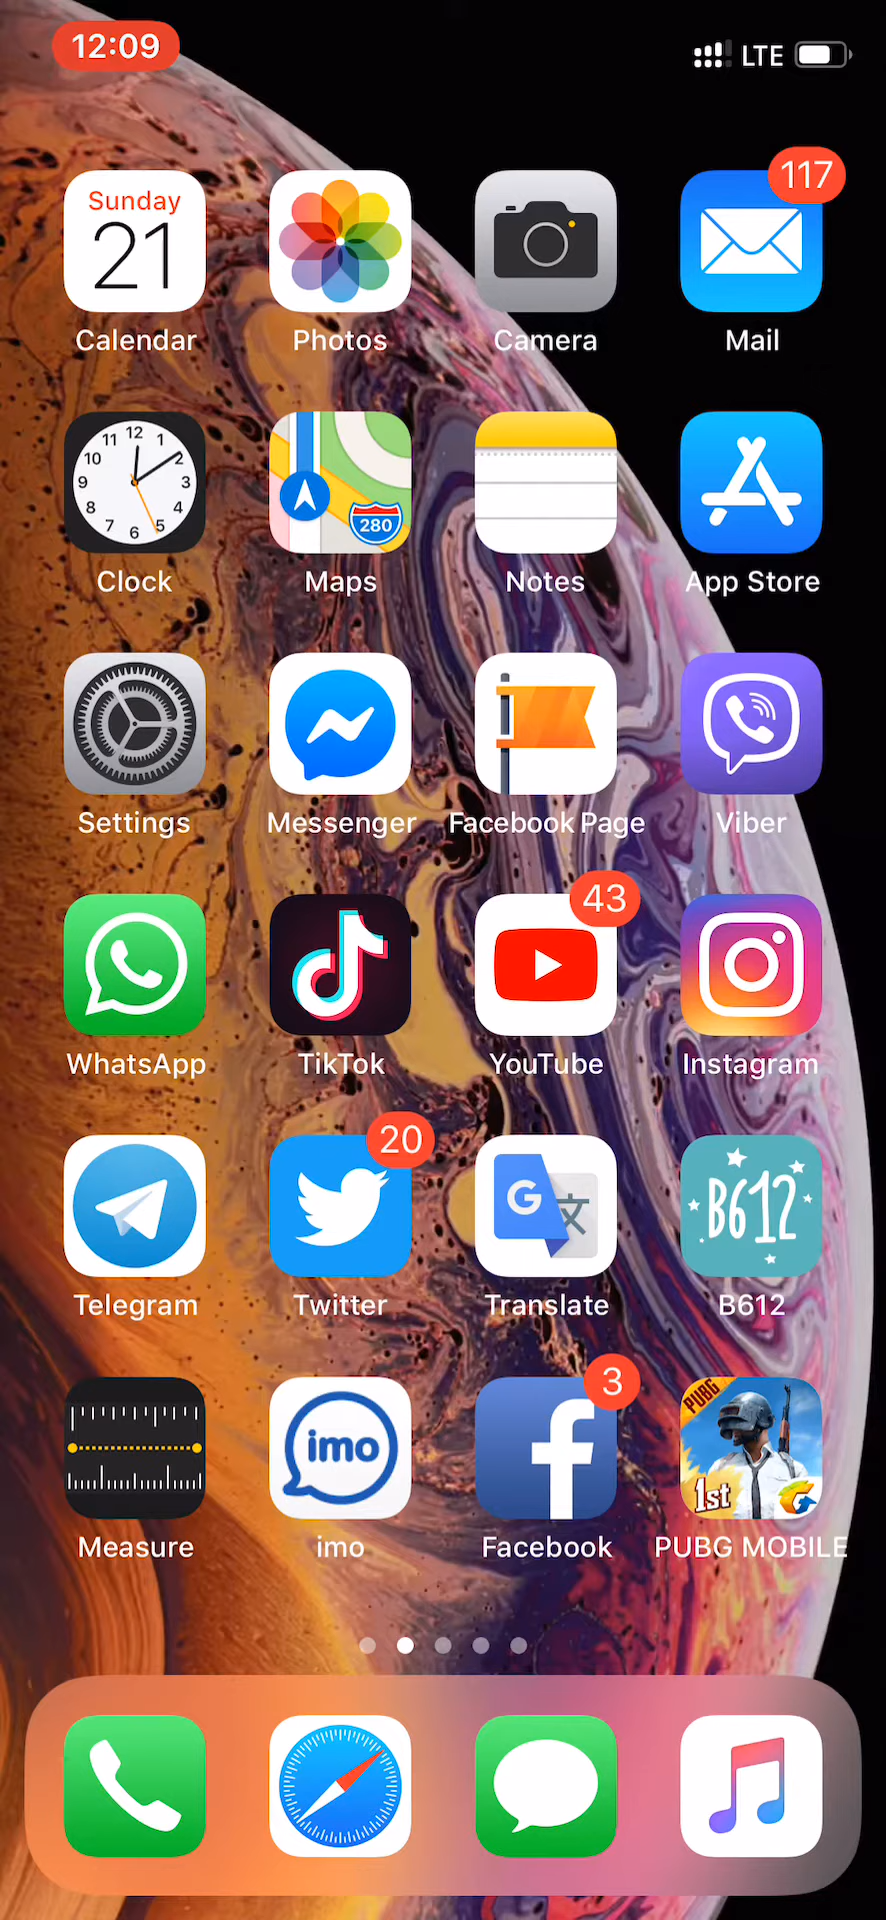 12:09 LTE
117
Sunday
21
Calendar Photos Camera Mail
12
11 1
10 2
9 3
8 4
7 5
6
280
Clock Maps Notes App Store
Settings Messenger Facebook Page Viber
43
WhatsApp TikTok YouTube Instagram
20
G 文 B612
Telegram Twitter Translate B612
3
PUBG
imo f
1st
Measure imo Facebook PUBG MOBILE